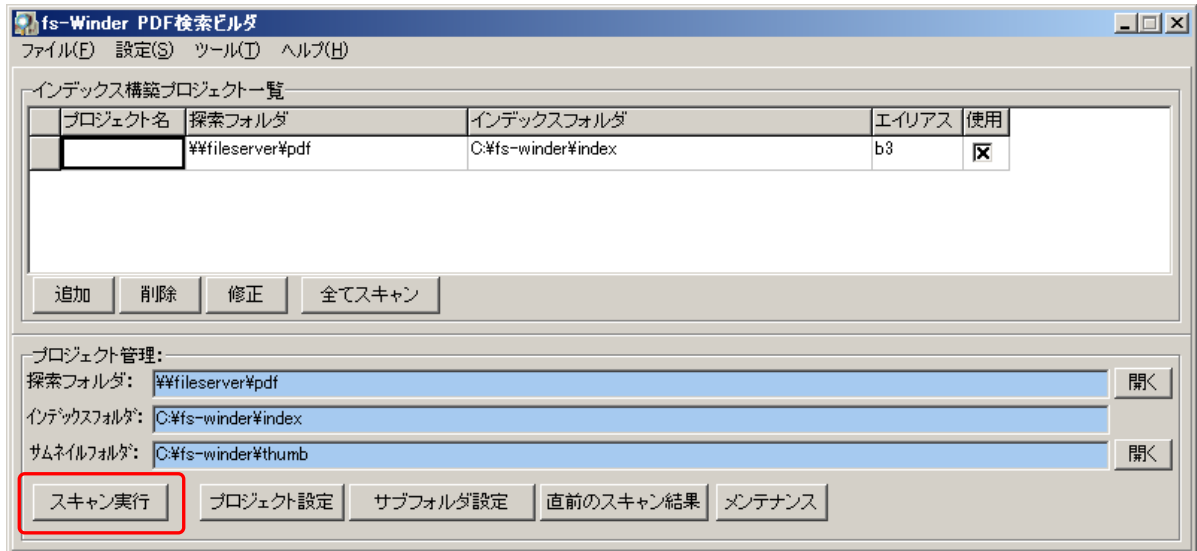 fs-Winder PDF検索ビルダ
ファイル(F) 設定(S) ツール(T) ヘルプ(H)
インデックス構築プロジェクト一覧
プロジェクト名 探索フォルダ インデックスフォルダ エイリアス 使用
¥¥fileserver¥pdf C:¥fs-winder¥index b3
追加 削除 修正 全てスキャン
プロジェクト管理:
探索フォルダ: ¥¥fileserver¥pdf 開く
インデックスフォルダ: C:¥fs-winder¥index
サムネイルフォルダ: C:¥fs-winder¥thumb 開く
スキャン実行 プロジェクト設定 サブフォルダ設定 直前のスキャン結果 メンテナンス